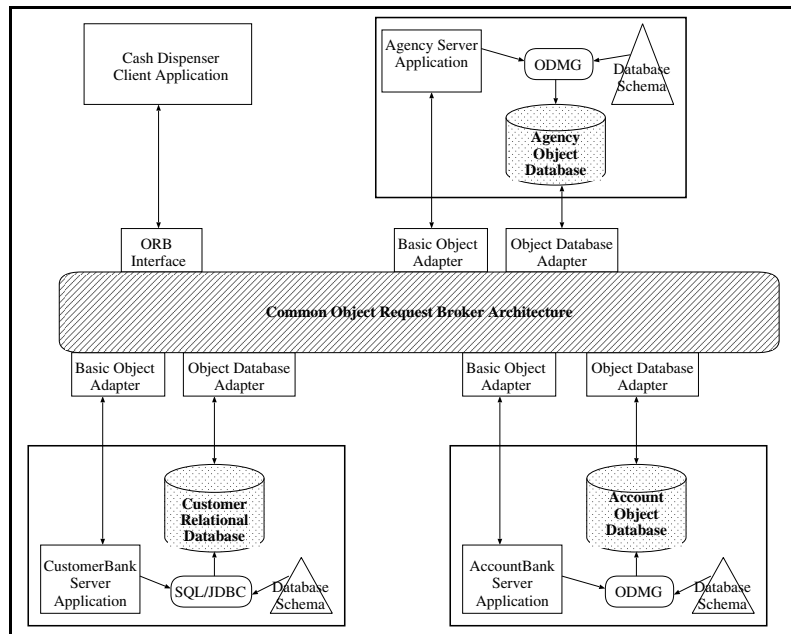 Cash Dispenser
Client Application
Agency Server
Application
ODMG
Database
Schema
Agency
Object
Database
ORB
Interface
Basic Object
Adapter
Object Database
Adapter
Common Object Request Broker Architecture
Basic Object
Adapter
Object Database
Adapter
Basic Object
Adapter
Object Database
Adapter
Customer
Relational
Database
CustomerBank
Server
Application
SQL/JDBC
Database
Schema
Account
Object
Database
AccountBank
Server
Application
ODMG
Database
Schema